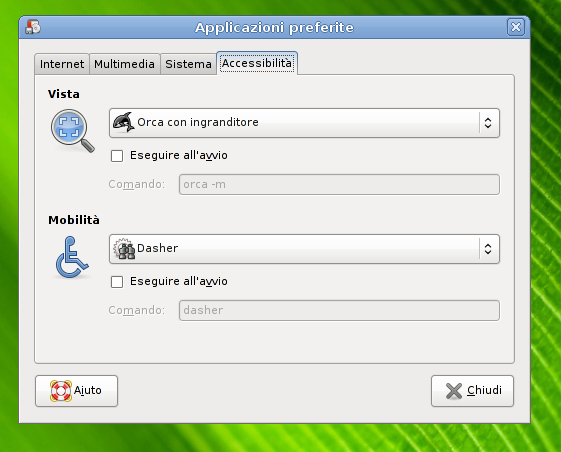 Applicazioni preferite
Internet Multimedia Sistema Accessibilità
Vista
Orca con ingranditore
Eseguire all'avvio
Comando: orca -m
Mobilità
Dasher
Eseguire all'avvio
Comando: dasher
Aiuto Chiudi